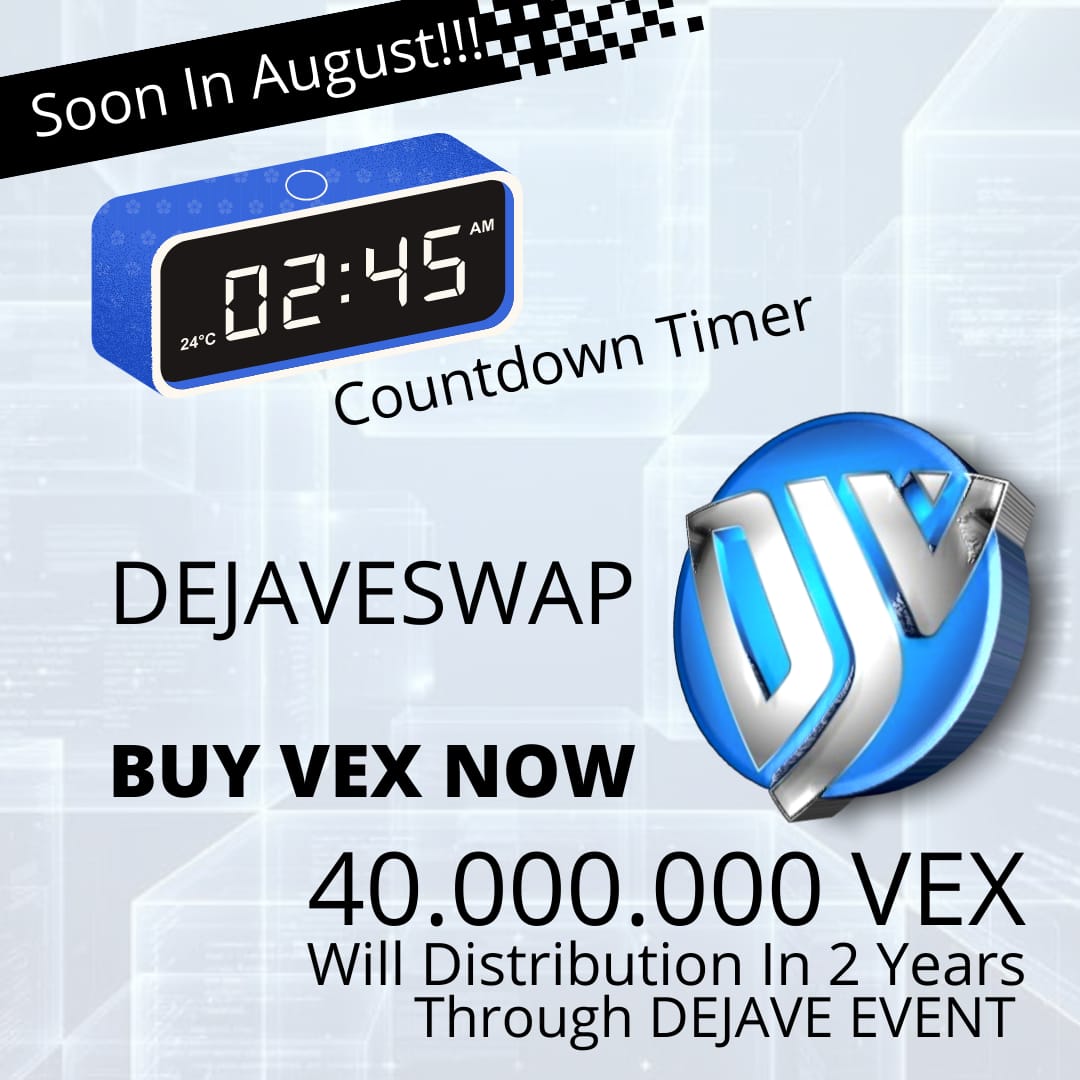 Soon In August!!!
02:45 AM
24°C
Countdown Timer
DEJAVESWAP
DJV
BUY VEX NOW
40.000.000 VEX
Will Distribution In 2 Years
Through DEJAVE EVENT